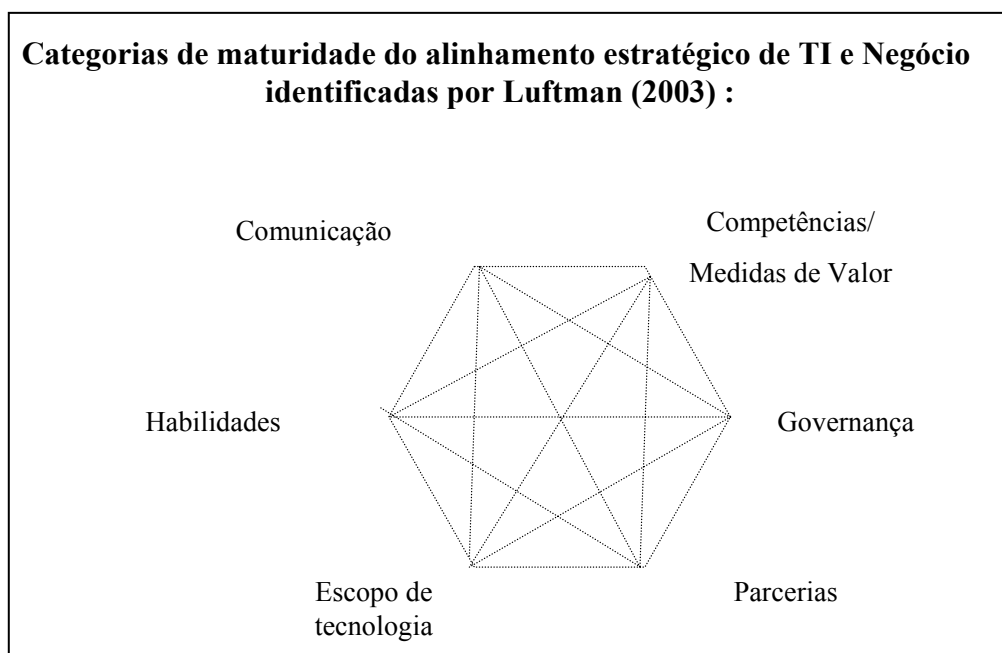 Categorias de maturidade do alinhamento estratégico de TI e Negócio
identificadas por Luftman (2003) :
Comunicação
Competências/
Medidas de Valor
Habilidades
Governança
Escopo de
tecnologia
Parcerias